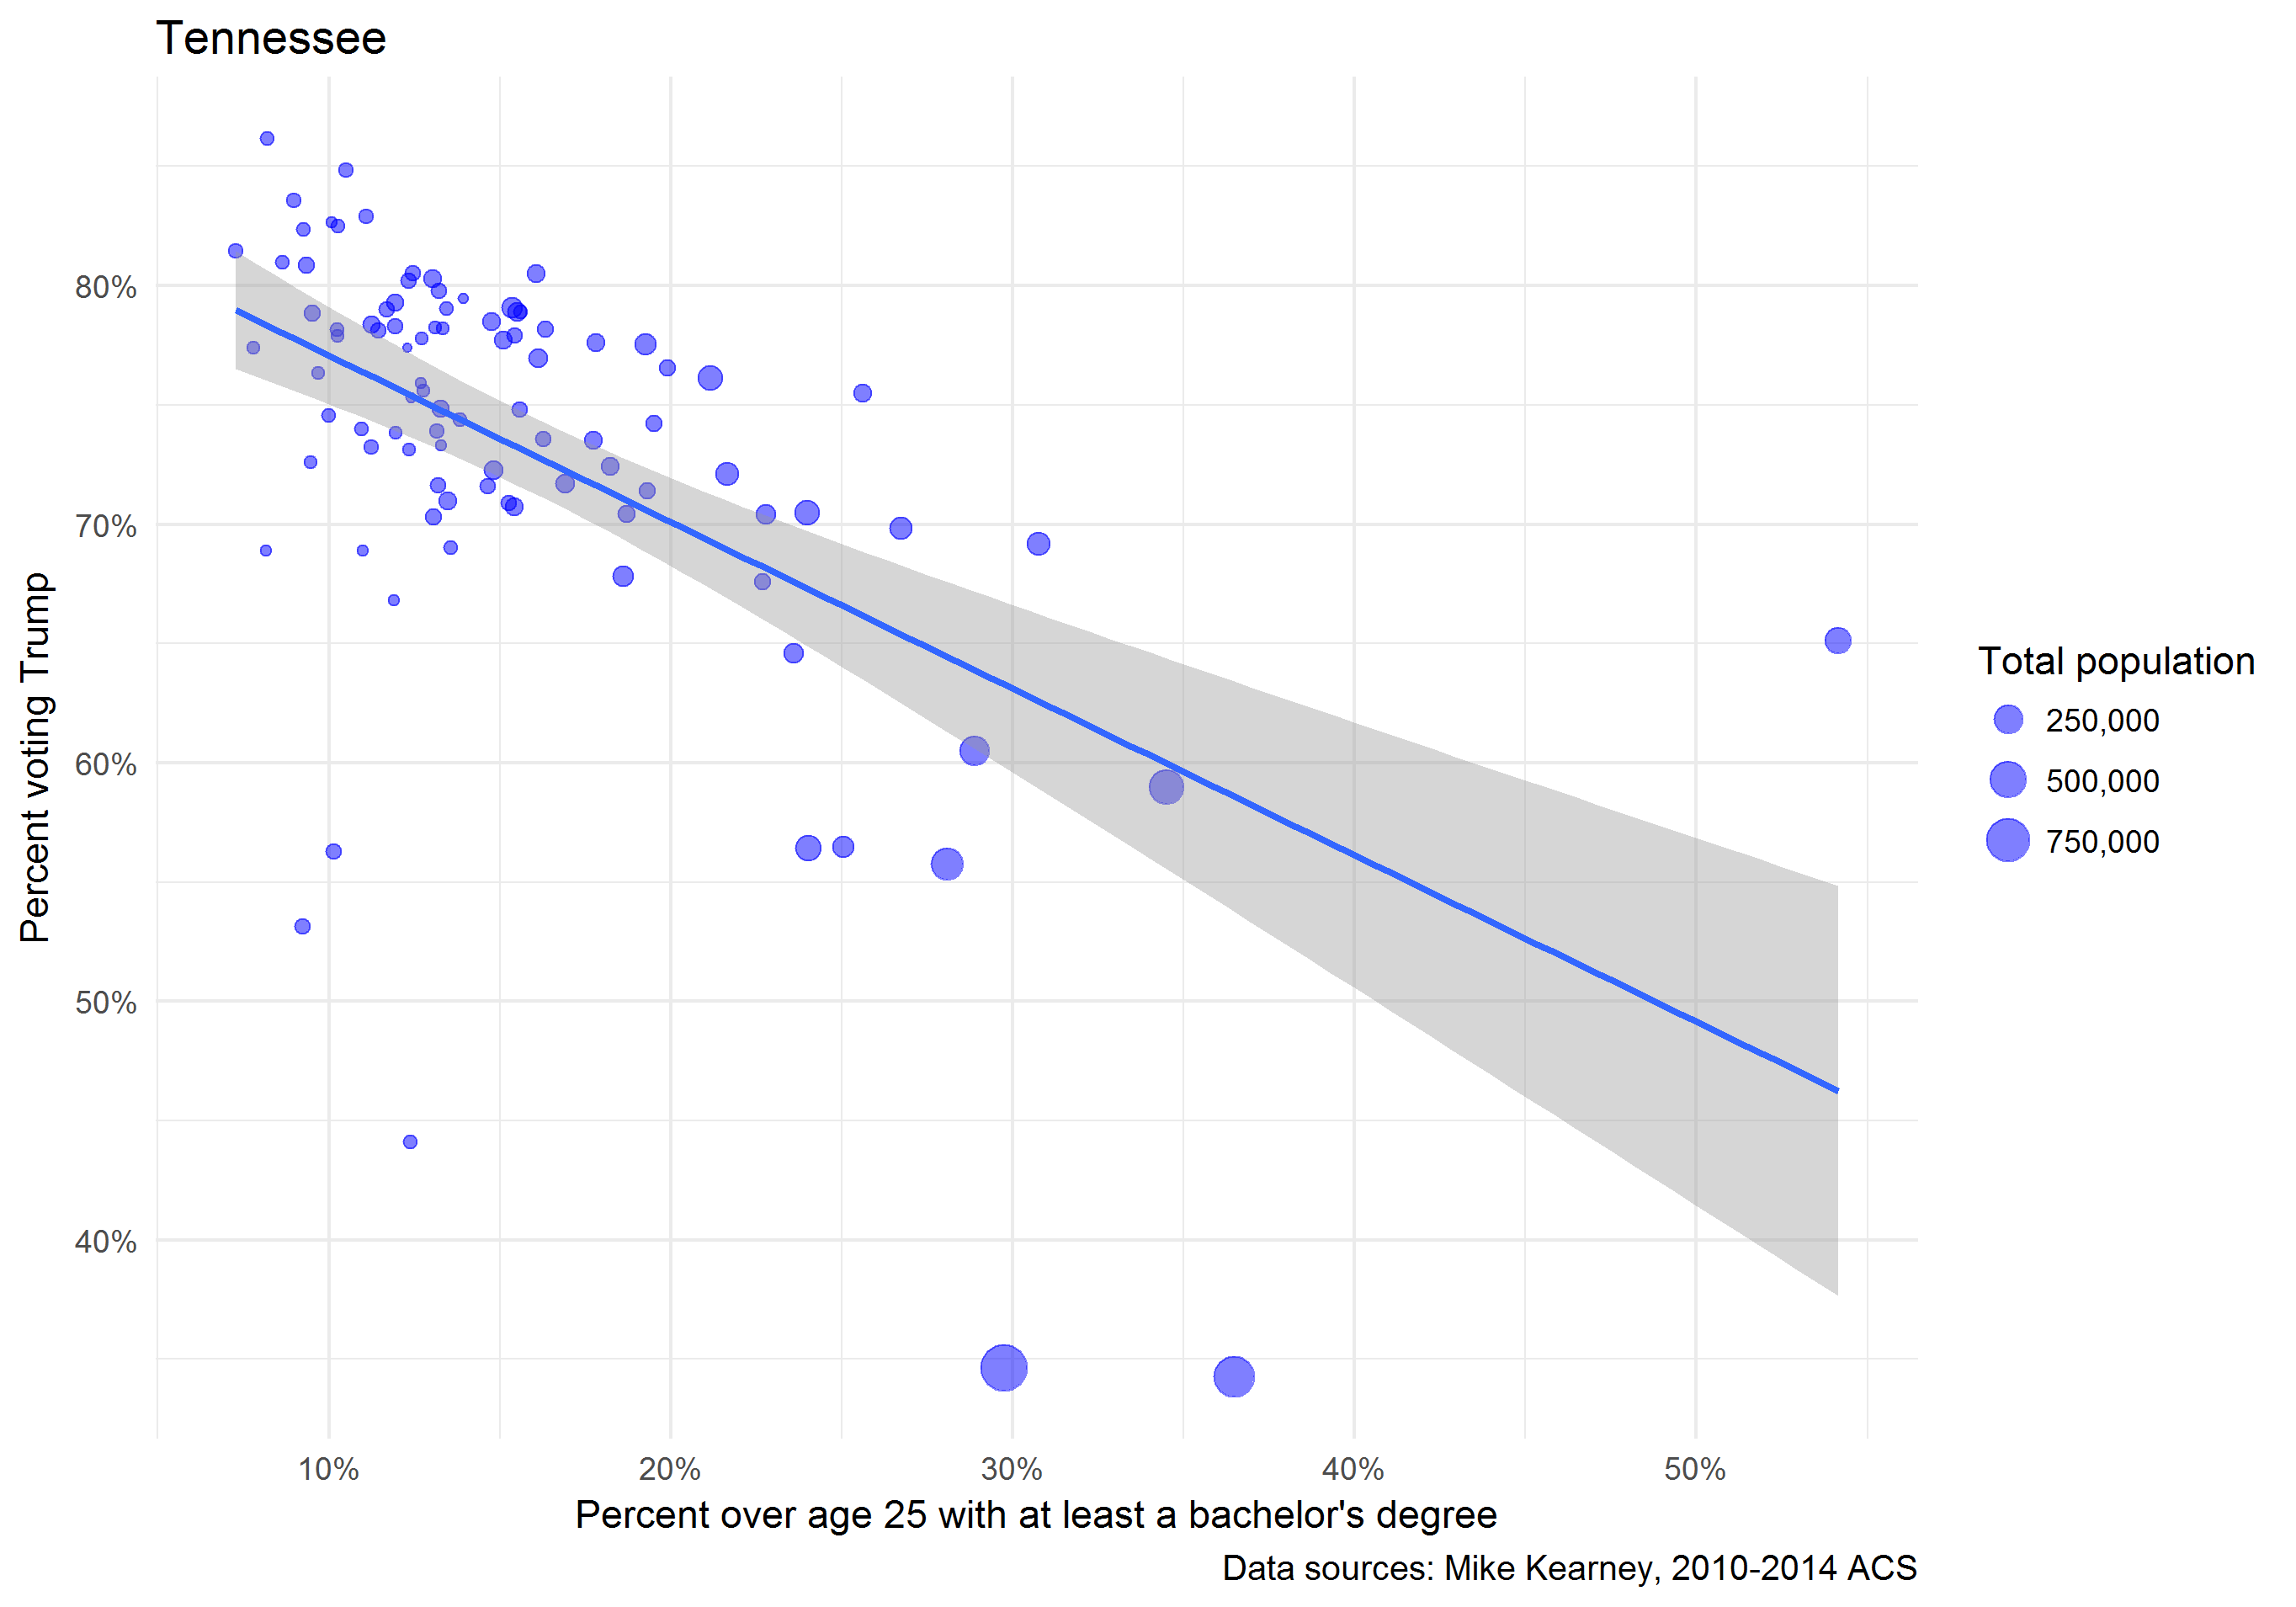 Tennessee
Percent voting Trump
80%
70%
60%
50%
40%
10% 20% 30% 40% 50%
Percent over age 25 with at least a bachelor's degree
Data sources: Mike Kearney, 2010-2014 ACS
Total population
250,000
500,000
750,000